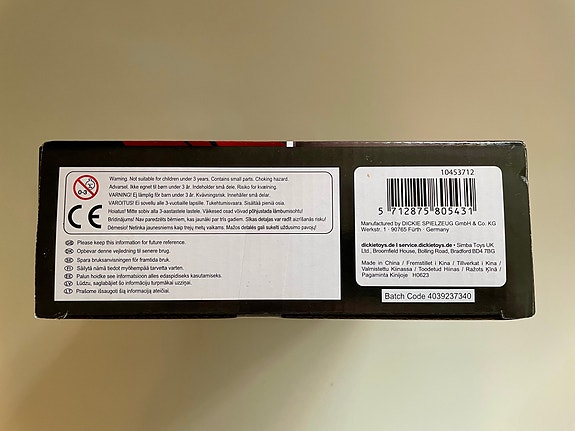 Warning. Not suitable for children under 3 years. Contains small parts. Choking hazard.
Advarsel. Ikke egnet til børn under 3 år. Indeholder små dele. Risiko for kvælning.
VARNING! Ej lämplig för barn under 3 år. Kvävningsrisk. Innehåller små delar.
VAROITUS! Ei sovellu alle 3-vuotiaille lapsille. Tukehtumisvaara. Sisältää pieniä osia.
Hoiatus! Mitte sobiv alla 3-aastastele lastele. Väikesed osad võivad põhjustada lämbumisohtu!
Brīdinājums! Nav paredzēts bērniem, kas jaunāki par trīs gadiem. Sīkas detaļas var radīt aizrīšanās risku!
Dėmesio! Netinka jaunesniems kaip trejų metų vaikams. Mažos detalės gali sukelti uždusimo pavojų!
0-3
CE
GB Please keep this information for future reference.
DK Opbevar denne vejledning til senere brug.
SE Spara bruksanvisningen för framtida bruk.
FI Säilytä nämä tiedot myöhempää tarvetta varten.
EE Palun hoidke see informatsioon alles edaspidiseks kasutamiseks.
LV Lūdzu, saglabājiet šo informāciju turpmākai uzziņai.
LT Prašome išsaugoti šią informaciją ateičiai.
10453712
5 712875 805431
Manufactured by DICKIE SPIELZEUG GmbH & Co. KG
Werkstr. 1 · 90765 Fürth · Germany
dickietoys.de | service.dickietoys.de · Simba Toys UK
Ltd., Broomfield House, Bolling Road, Bradford BD4 7BG
Made in China / Fremstillet i Kina / Tillverkat i Kina /
Valmistettu Kiinassa / Toodetud Hiinas / Ražots Ķīnā /
Pagaminta Kinijoje H0623
Batch Code 4039237340